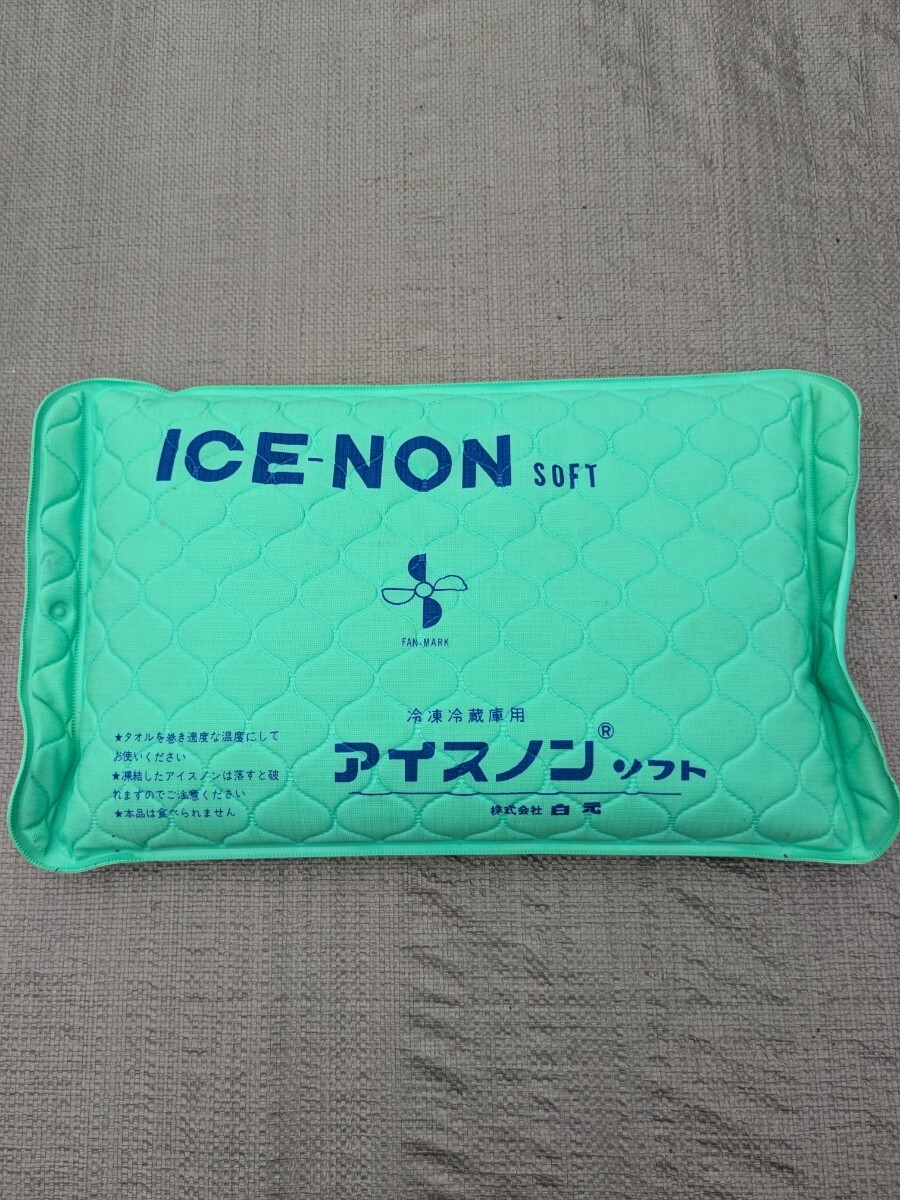 ICE-NON SOFT
FAN-MARK
冷凍冷蔵庫用
アイスノン® ソフト
株式会社 白元
★タオルを巻き適度な温度にして
お使いください
★凍結したアイスノンは落すと破
れますのでご注意ください
★本品は食べられません